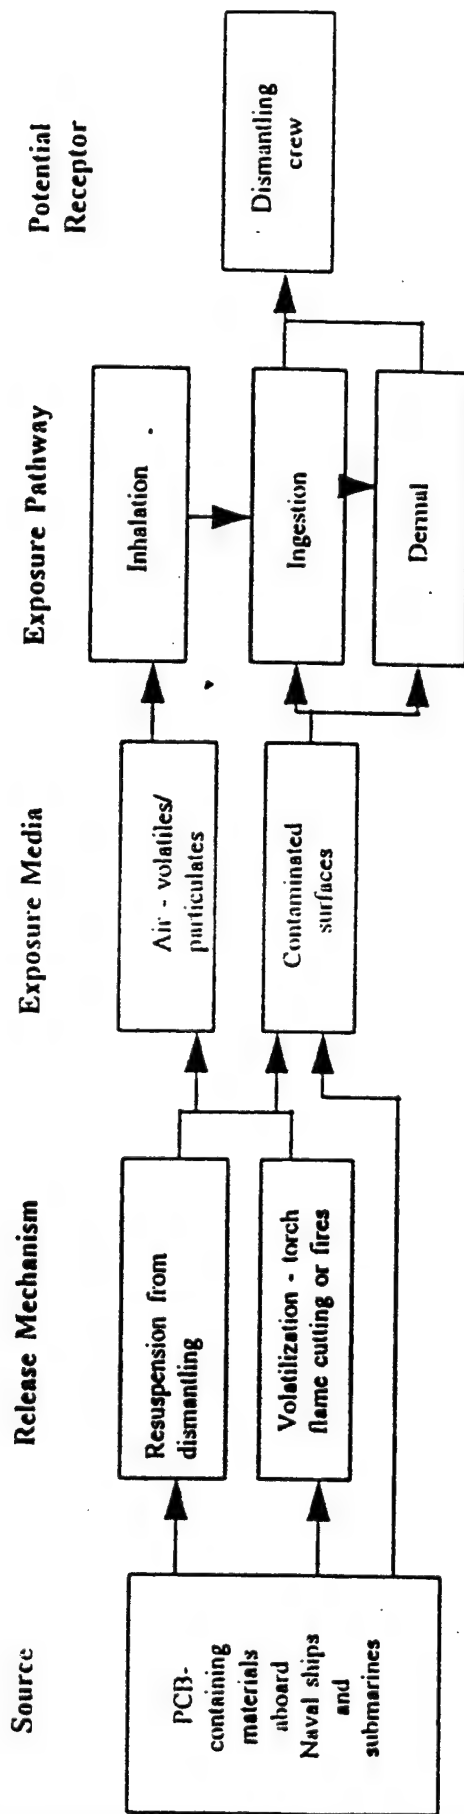 Source
Release Mechanism
Exposure Media
Exposure Pathway
Potential
Receptor
PCB-
containing
materials
aboard
Naval ships
and
submarines
Resuspension from
dismantling
Volatilization - torch
flame cutting or fires
Air - volatiles/
particulates
Contaminated
surfaces
Inhalation
Ingestion
Dermal
Dismantling
crew